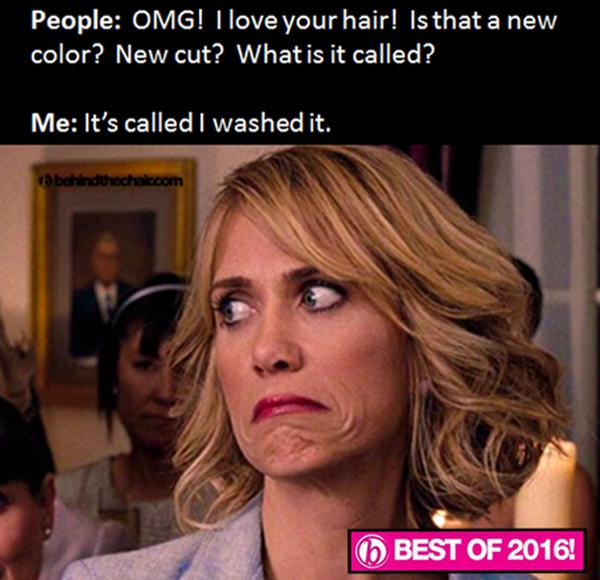 People: OMG! I love your hair! Is that a new
color? New cut? What is it called?
Me: It's called I washed it.
behindthechair.com
b BEST OF 2016!